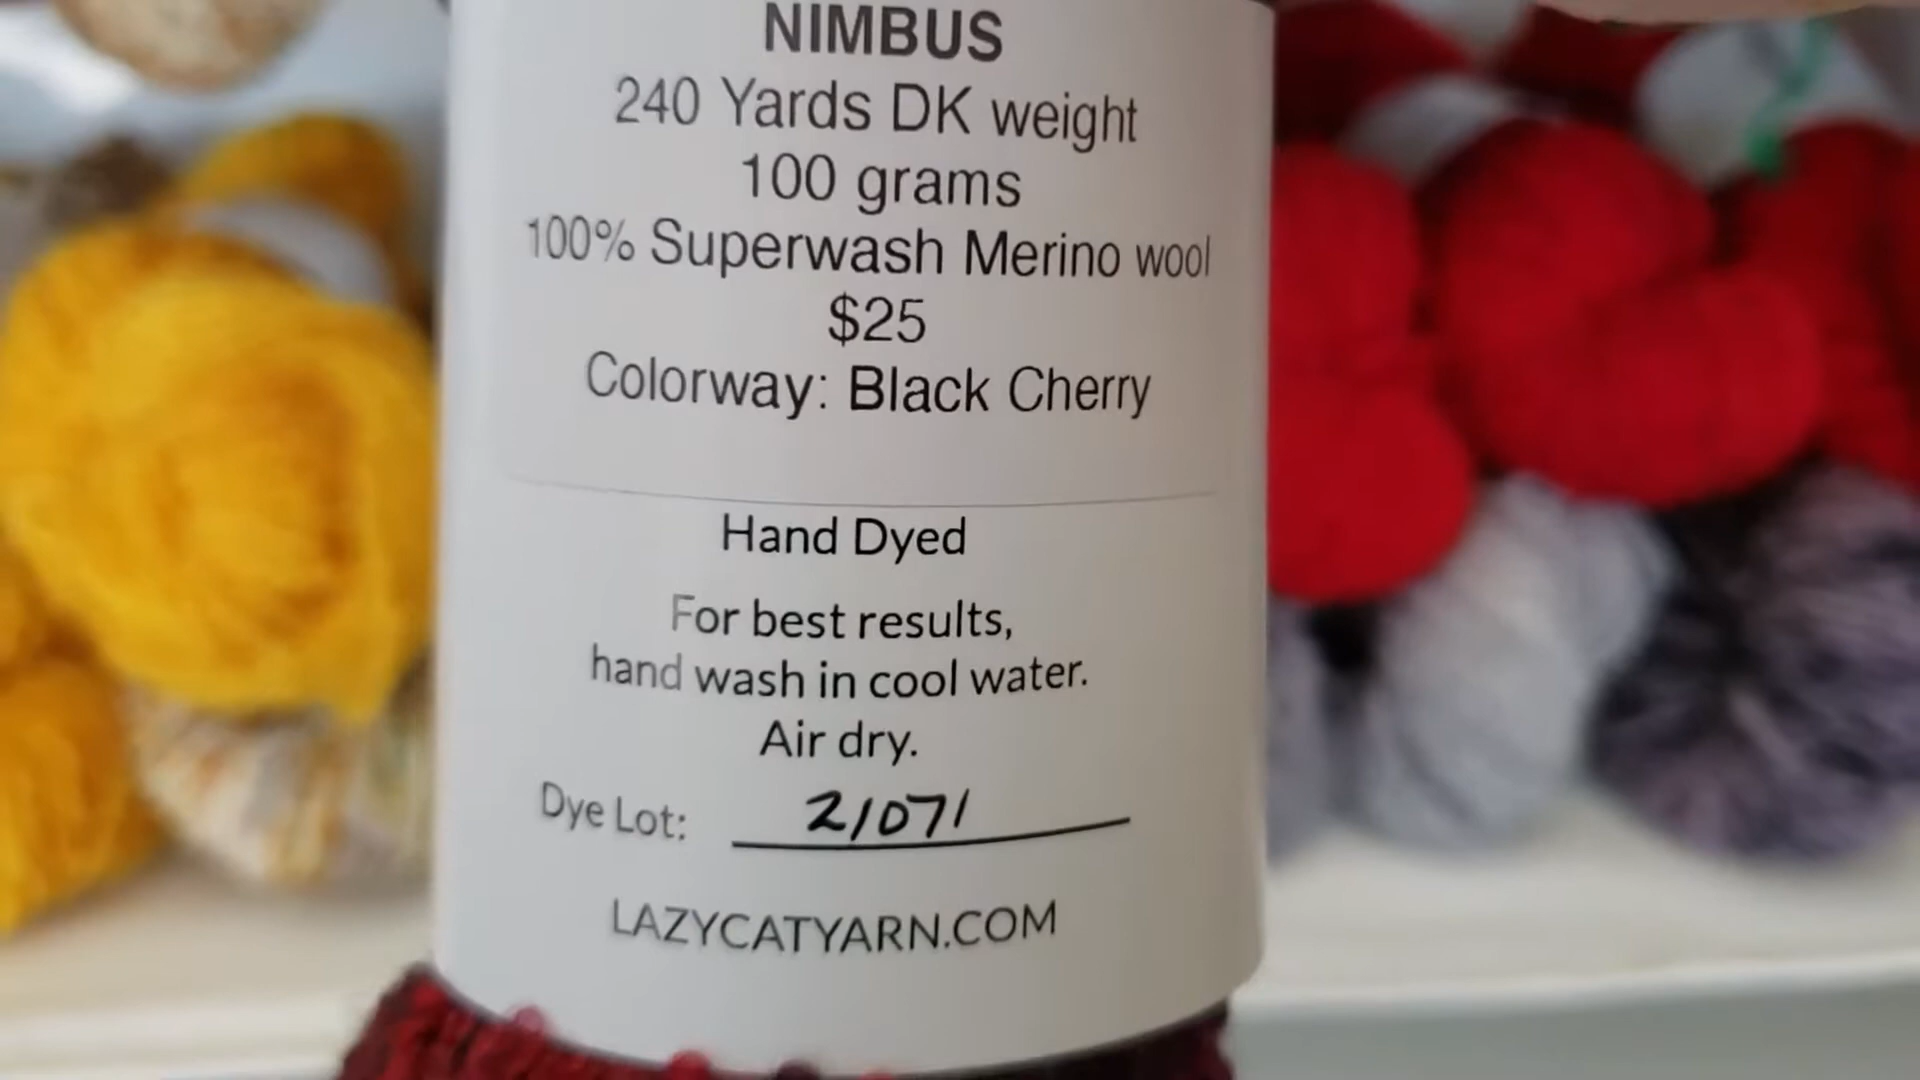 NIMBUS
240 Yards DK weight
100 grams
100% Superwash Merino wool
$25
Colorway: Black Cherry
Hand Dyed
For best results,
hand wash in cool water.
Air dry.
Dye Lot: 21071
LAZYCATYARN.COM